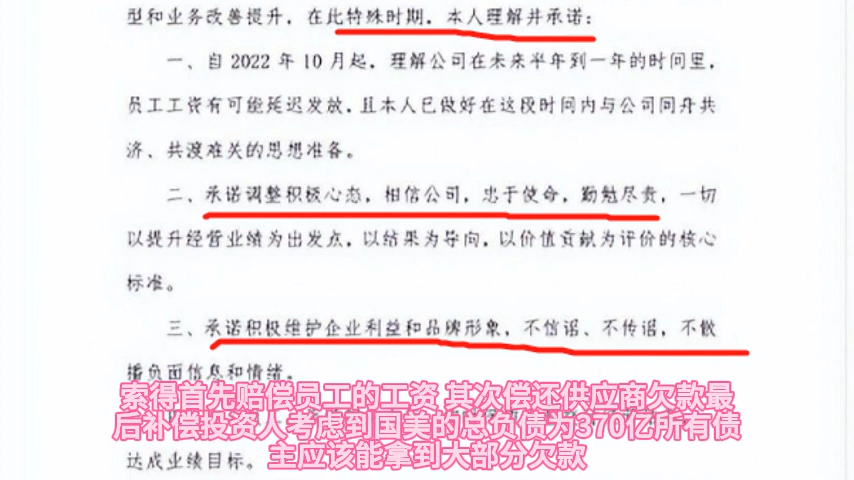 型和业务改善提升，在此特殊时期，本人理解并承诺：
一、自 2022 年 10 月起，理解公司在未来半年到一年的时间里，
员工工资有可能延迟发放，且本人已做好在这段时间内与公司同舟共
济、共渡难关的思想准备。
二、承诺调整积极心态，相信公司，忠于使命，勤勉尽责，一切
以提升经营业绩为出发点，以结果为导向，以价值贡献为评价的核心
标准。
三、承诺积极维护企业利益和品牌形象，不信谣、不传谣，不散
播负面信息和情绪。
索得首先赔偿员工的工资 其次偿还供应商欠款最
后补偿投资人考虑到国美的总负债为370亿所有债
主应该能拿到大部分欠款
达成业绩目标。